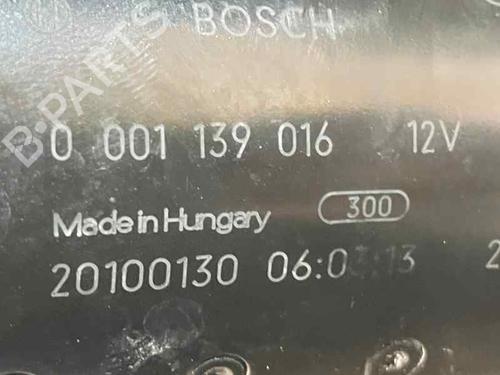 BOSCH
B-PARTS
0 001 139 016 12V
Made in Hungary 300
20100130